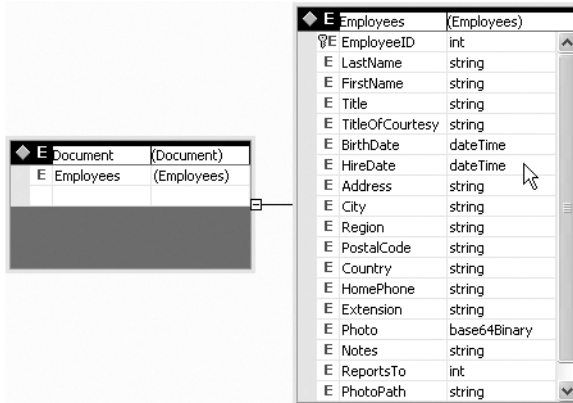 E Document (Document)
E Employees (Employees)
E Employees (Employees)
E EmployeeID int
E LastName string
E FirstName string
E Title string
E TitleOfCourtesy string
E BirthDate dateTime
E HireDate dateTime
E Address string
E City string
E Region string
E PostalCode string
E Country string
E HomePhone string
E Extension string
E Photo base64Binary
E Notes string
E ReportsTo int
E PhotoPath string